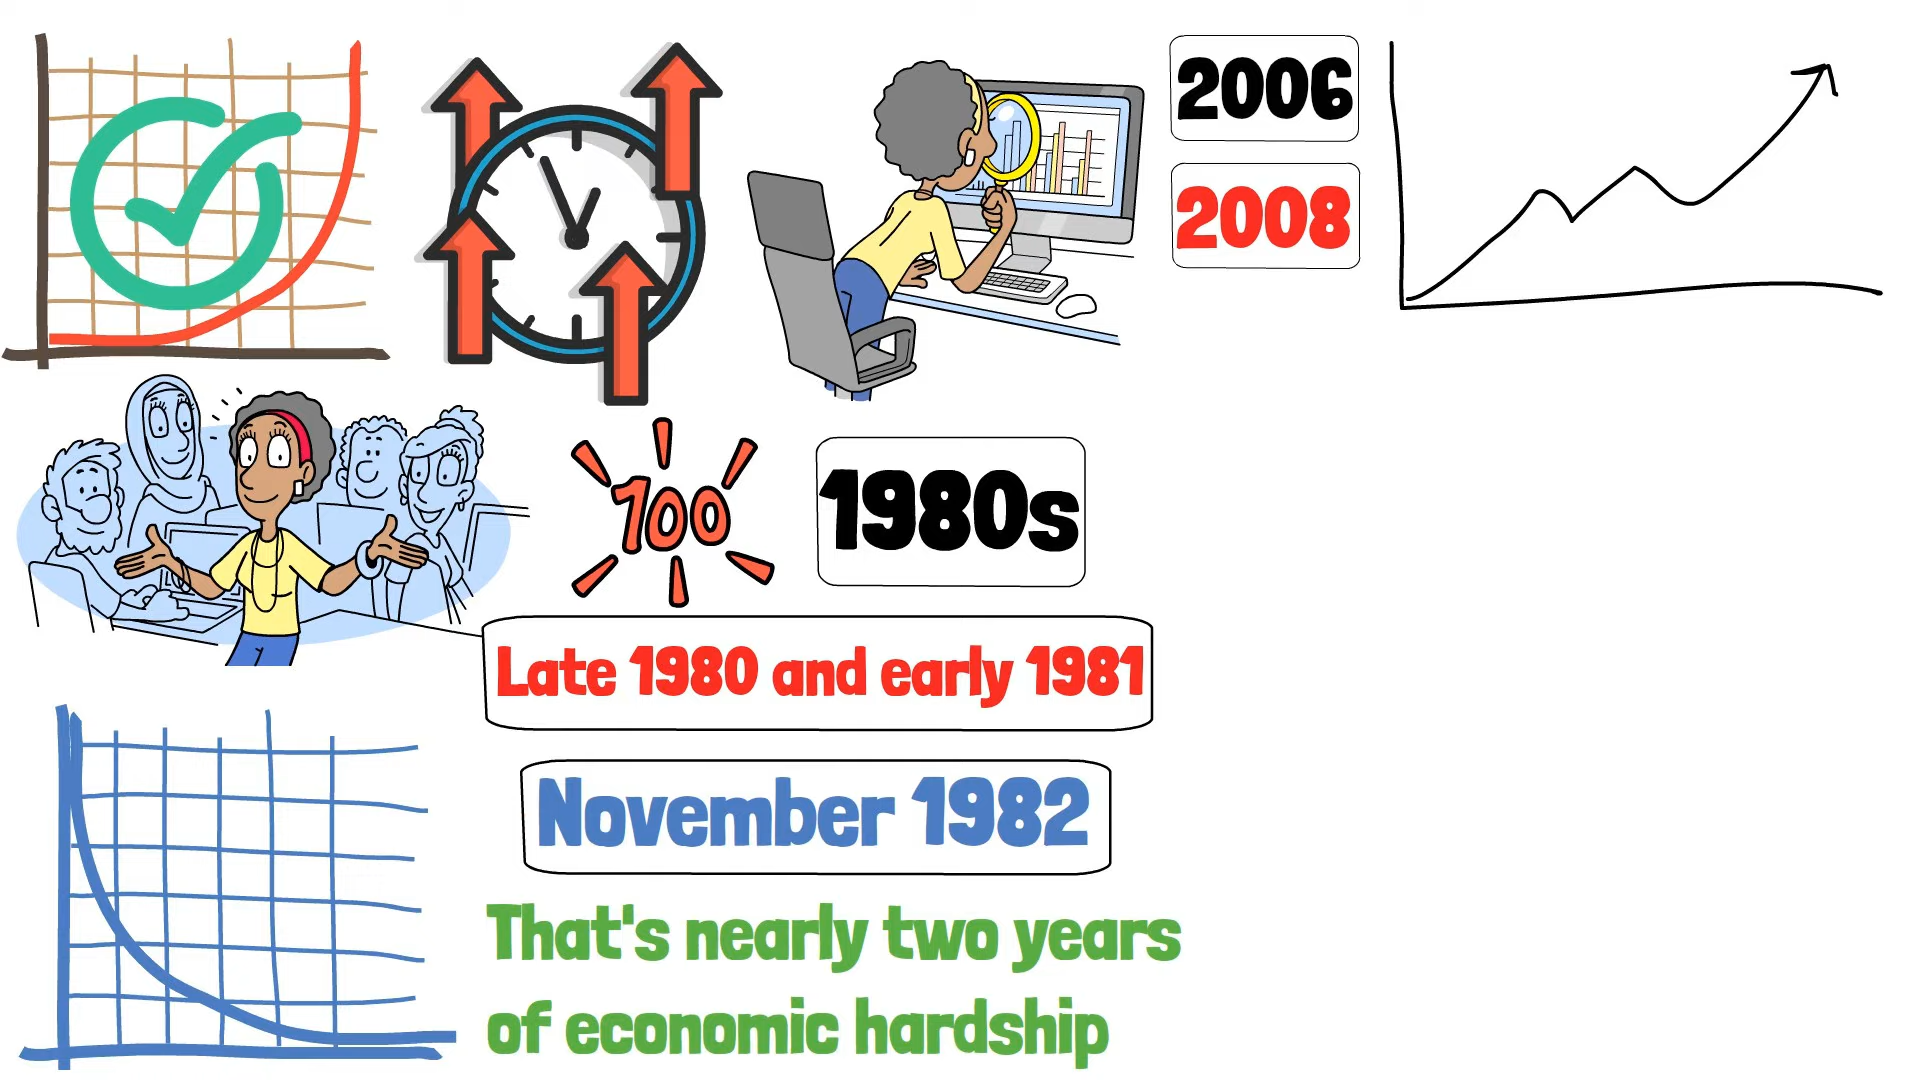 2006
2008
100
1980s
Late 1980 and early 1981
November 1982
That's nearly two years
of economic hardship